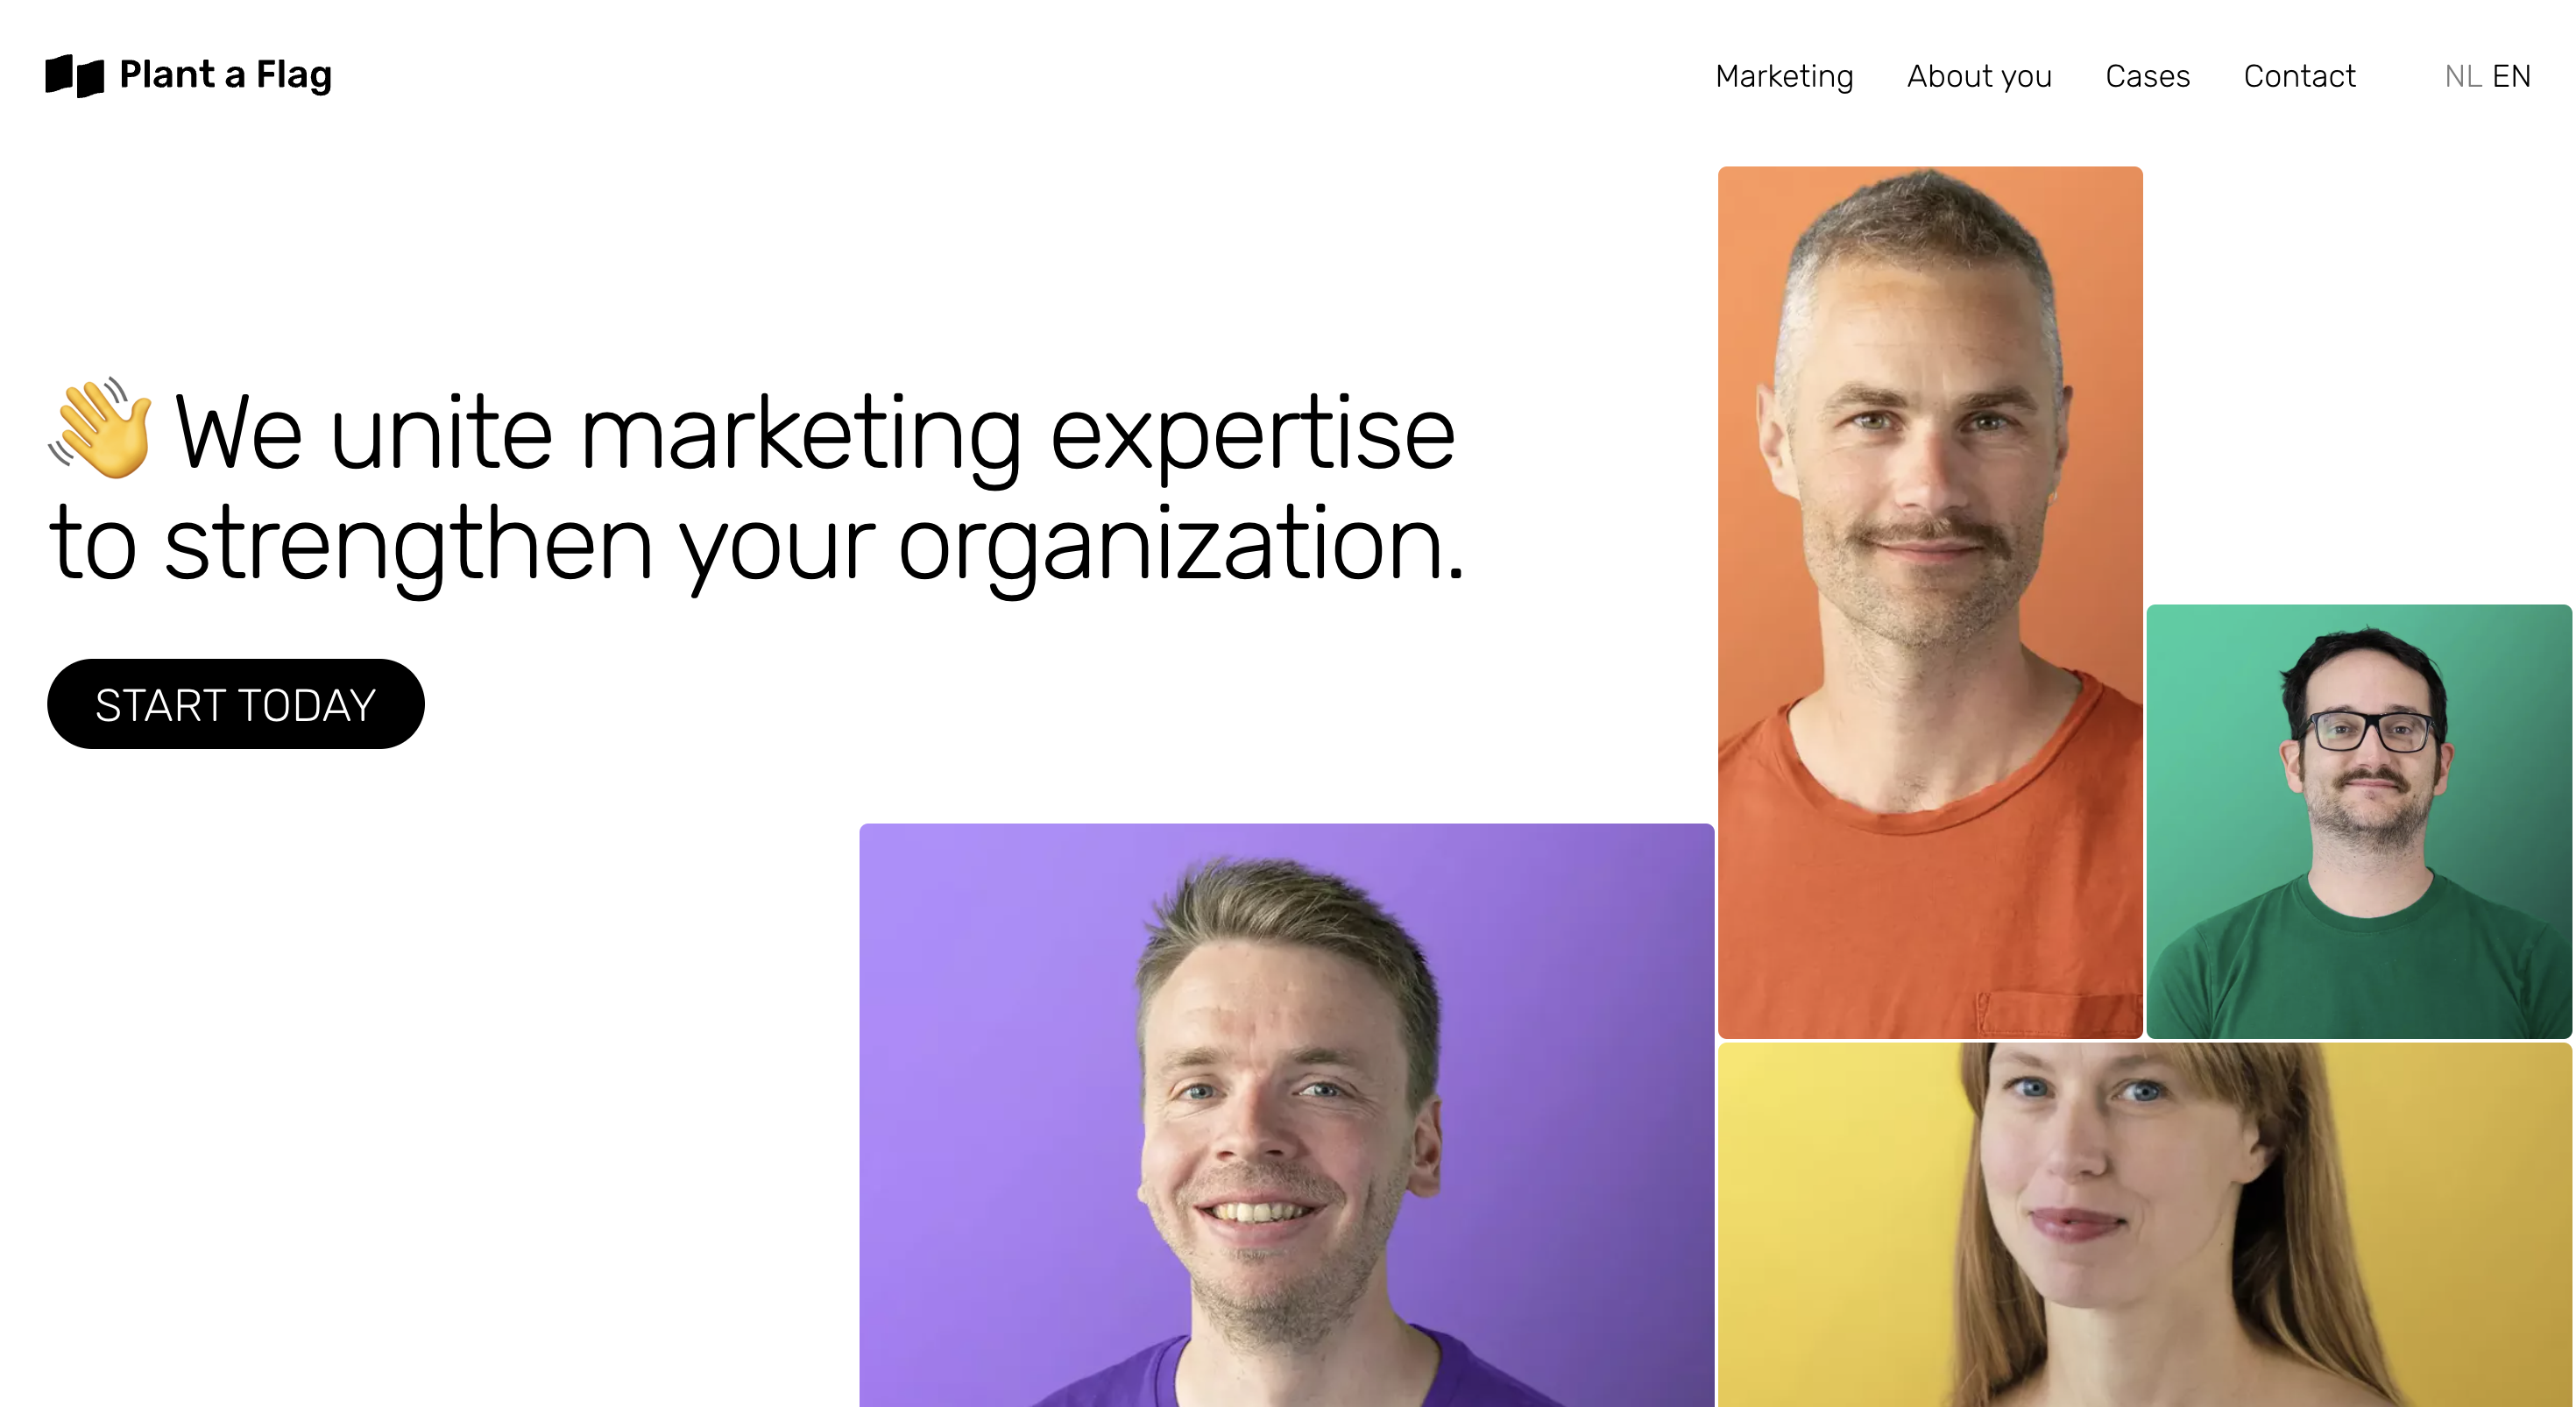 Plant a Flag
Marketing About you Cases Contact NL EN
👋 We unite marketing expertise
to strengthen your organization.
START TODAY